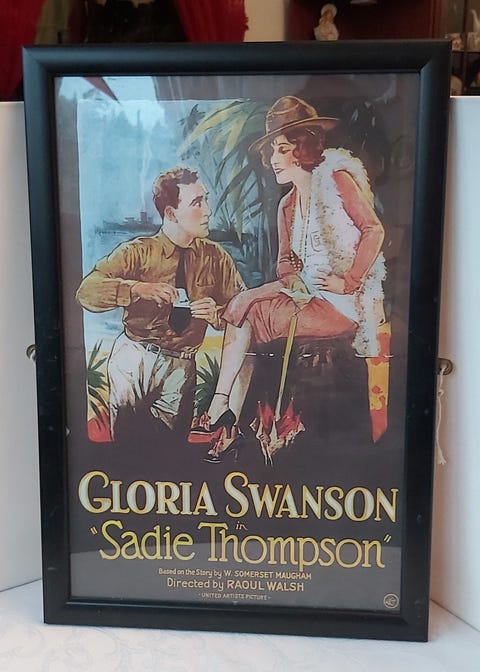 GLORIA SWANSON
in
"Sadie Thompson"
Based on the Story by W. SOMERSET MAUGHAM
Directed by RAOUL WALSH
- UNITED ARTISTS PICTURE -